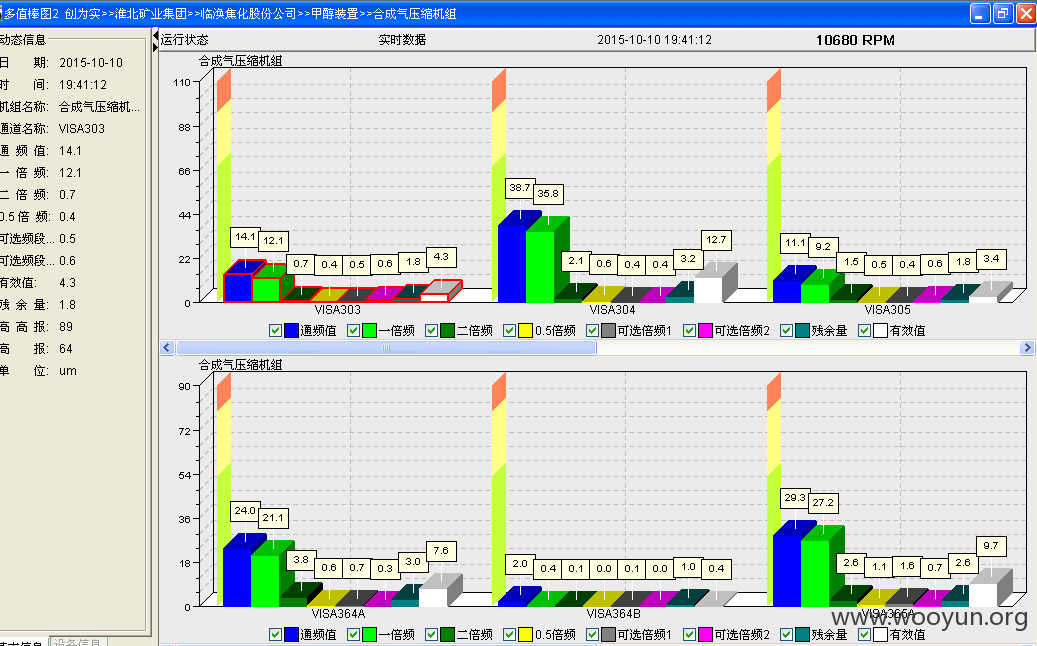 多值棒图2 创为实>>淮北矿业集团>>临涣焦化股份公司>>甲醇装置>>合成气压缩机组
动态信息
日 期: 2015-10-10
时 间: 19:41:12
机组名称: 合成气压缩机...
通道名称: VISA303
通 频 值: 14.1
一 倍 频: 12.1
二 倍 频: 0.7
0.5倍 频: 0.4
可选频段... 0.5
可选频段... 0.6
有效值: 4.3
残 余 量: 1.8
高 高 报: 89
高 报: 64
单 位: um
基本信息 设备信息
运行状态 实时数据 2015-10-10 19:41:12 10680 RPM
合成气压缩机组
110
88
66
44
22
0
14.1 12.1 0.7 0.4 0.5 0.6 1.8 4.3
38.7 35.8 2.1 0.6 0.4 0.4 3.2 12.7
11.1 9.2 1.5 0.5 0.4 0.6 1.8 3.4
VISA303 VISA304 VISA305
通频值 一倍频 二倍频 0.5倍频 可选倍频1 可选倍频2 残余量 有效值
合成气压缩机组
90
72
54
36
18
0
24.0 21.1 3.8 0.6 0.7 0.3 3.0 7.6
2.0 0.4 0.1 0.0 0.1 0.0 1.0 0.4
29.3 27.2 2.6 1.1 1.6 0.7 2.6 9.7
VISA364A VISA364B VISA365A
通频值 一倍频 二倍频 0.5倍频 可选倍频1 可选倍频2 残余量 有效值
www.wooyun.org